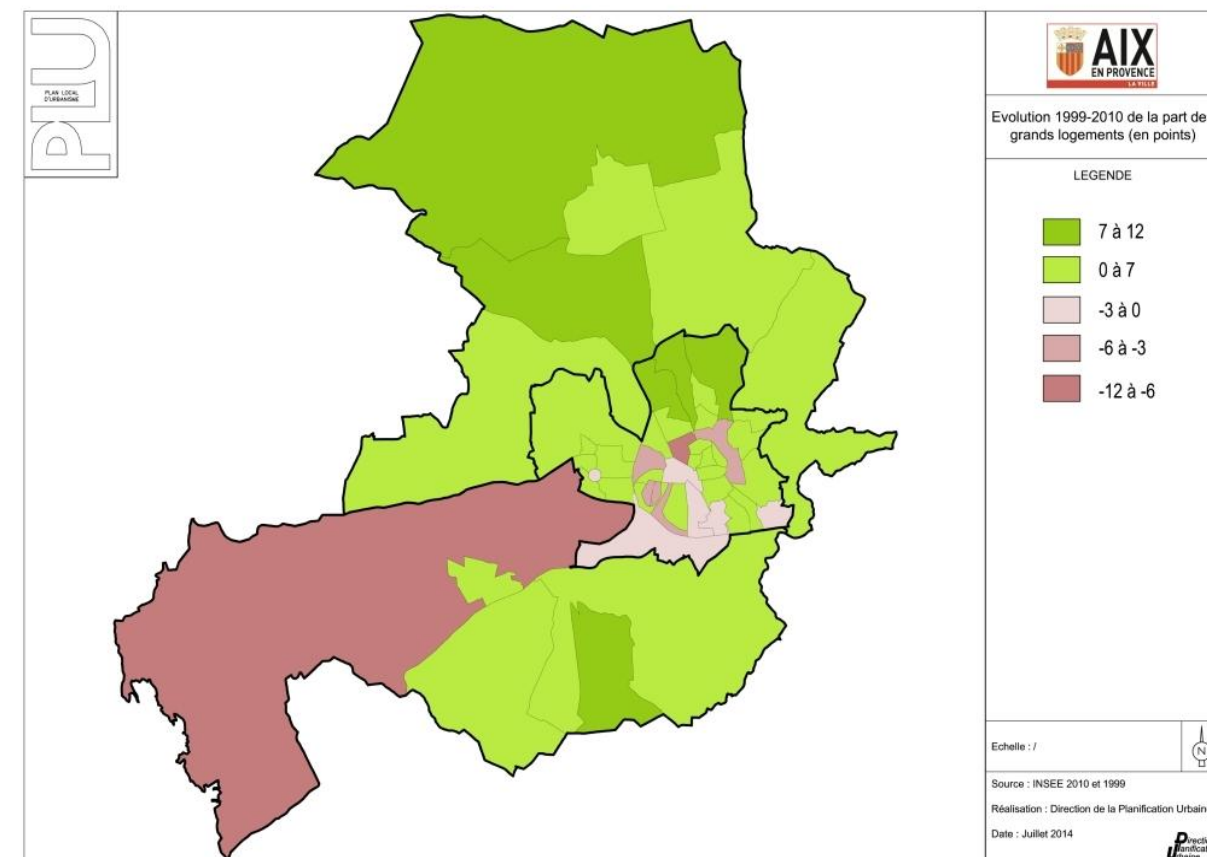 PLU
PLAN LOCAL
D'URBANISME
AIX
EN PROVENCE
LA VILLE
Evolution 1999-2010 de la part de
grands logements (en points)
LEGENDE
7 à 12
0 à 7
-3 à 0
-6 à -3
-12 à -6
Echelle : /
N
Source : INSEE 2010 et 1999
Réalisation : Direction de la Planification Urbain
Date : Juillet 2014